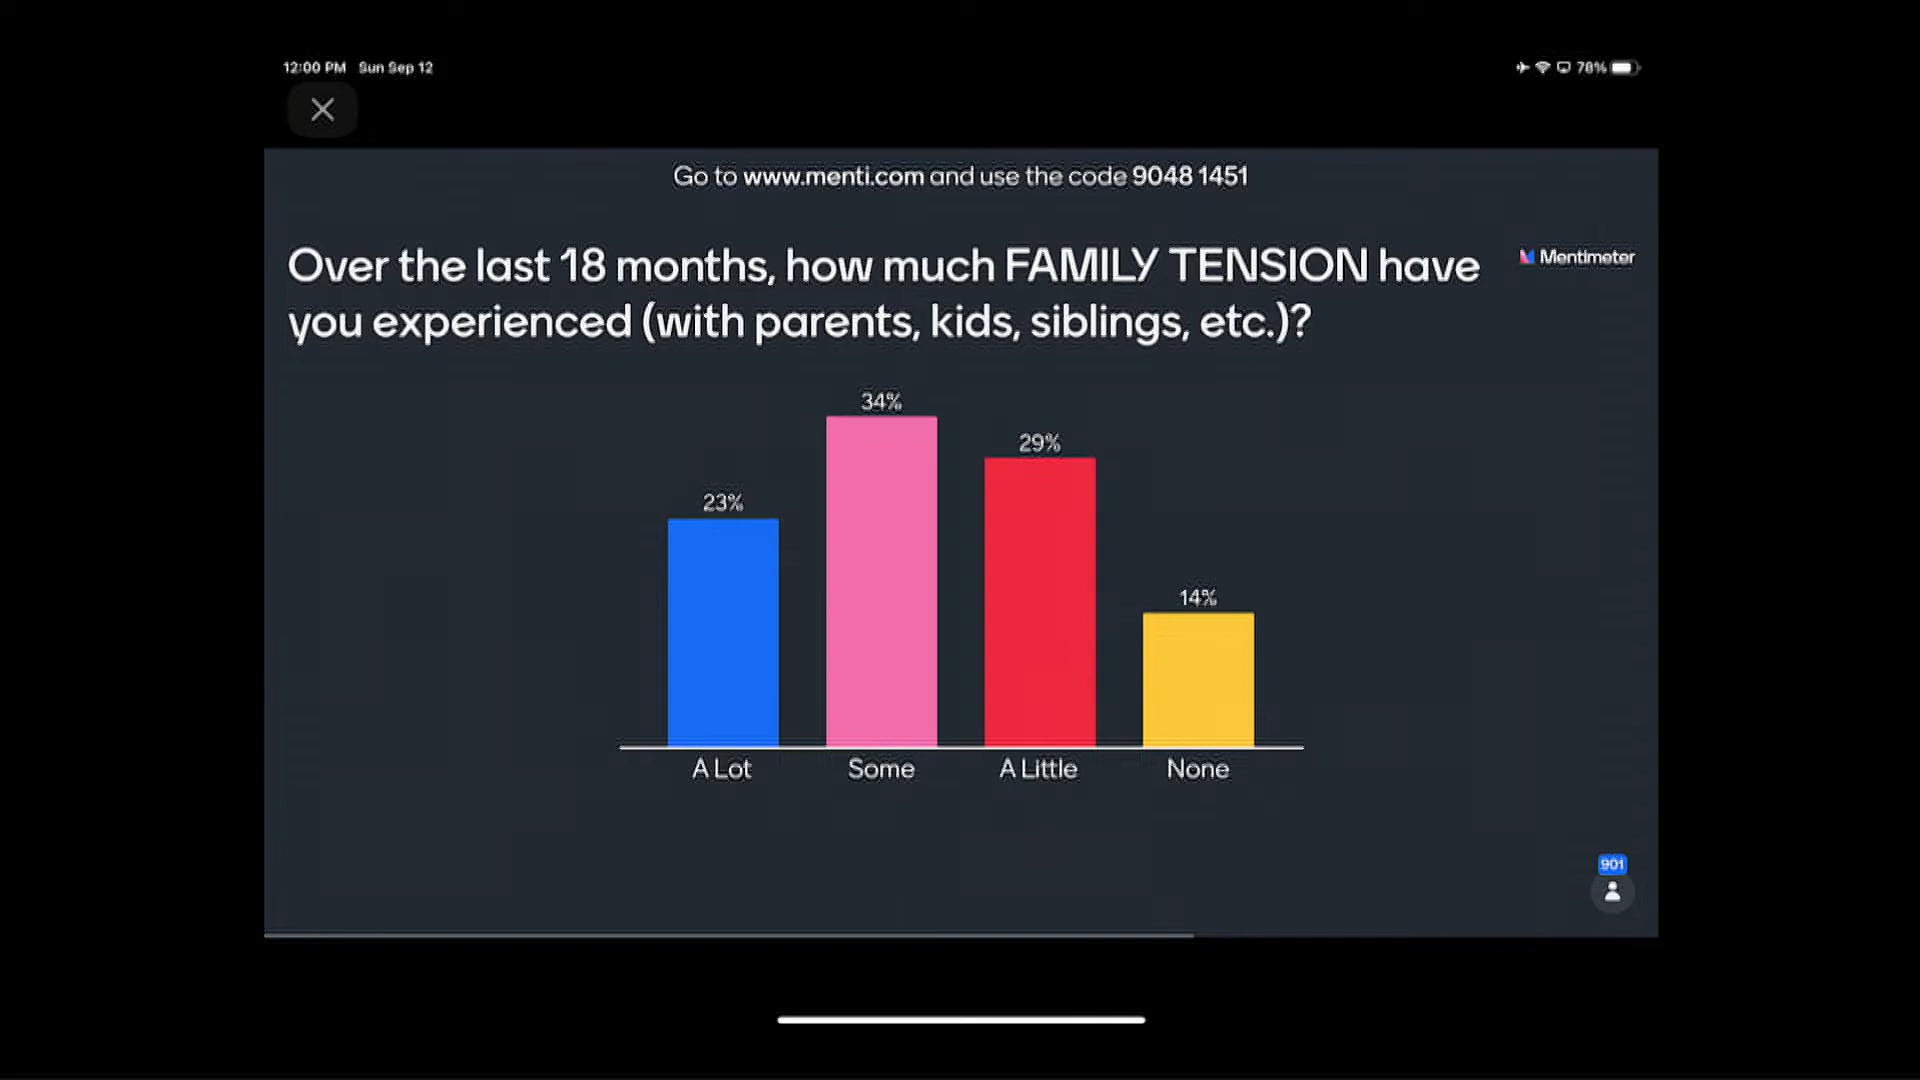 12:00 PM Sun Sep 12
78%
Go to www.menti.com and use the code 9048 1451
Over the last 18 months, how much FAMILY TENSION have
you experienced (with parents, kids, siblings, etc.)?
Mentimeter
34%
29%
23%
14%
A Lot Some A Little None
901